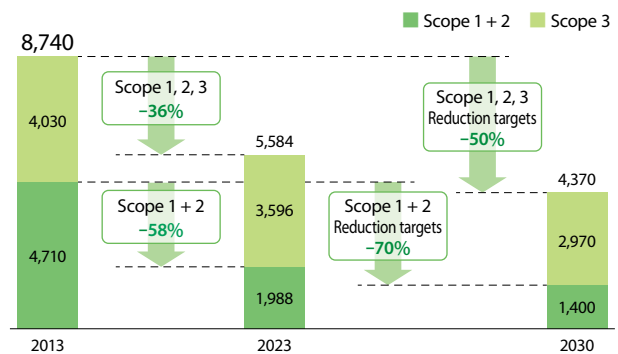 Scope 1 + 2
Scope 3
8,740
4,030
4,710
Scope 1, 2, 3
−36%
Scope 1 + 2
−58%
5,584
3,596
1,988
Scope 1, 2, 3
Reduction targets
−50%
Scope 1 + 2
Reduction targets
−70%
4,370
2,970
1,400
2013
2023
2030